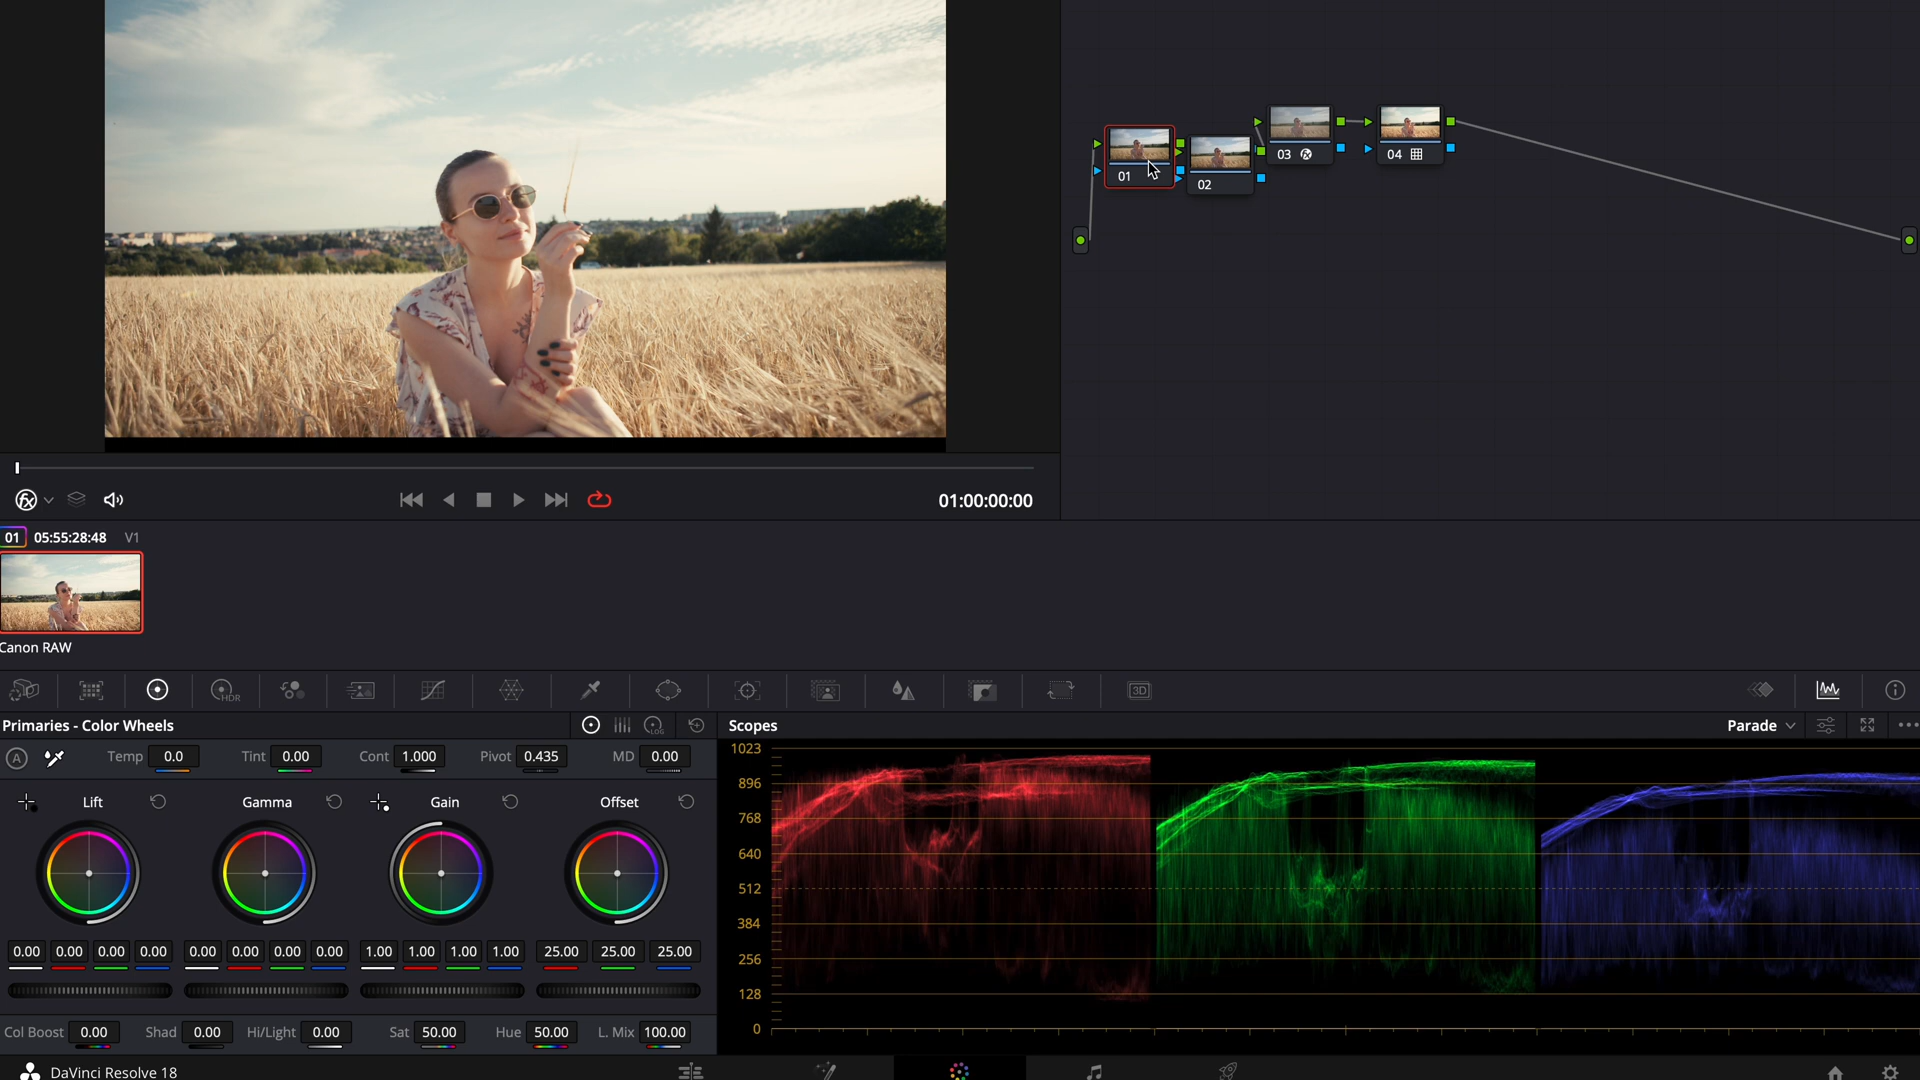 01
02
03
04
01:00:00:00
01 05:55:28:48 V1
Canon RAW
HDR
3D
Primaries - Color Wheels
LOG
Scopes
Parade
A
Temp 0.0 Tint 0.00 Cont 1.000 Pivot 0.435 MD 0.00
Lift Gamma Gain Offset
0.00 0.00 0.00 0.00 0.00 0.00 0.00 0.00 1.00 1.00 1.00 1.00 25.00 25.00 25.00
Col Boost 0.00 Shad 0.00 Hi/Light 0.00 Sat 50.00 Hue 50.00 L. Mix 100.00
1023
896
768
640
512
384
256
128
0
DaVinci Resolve 18